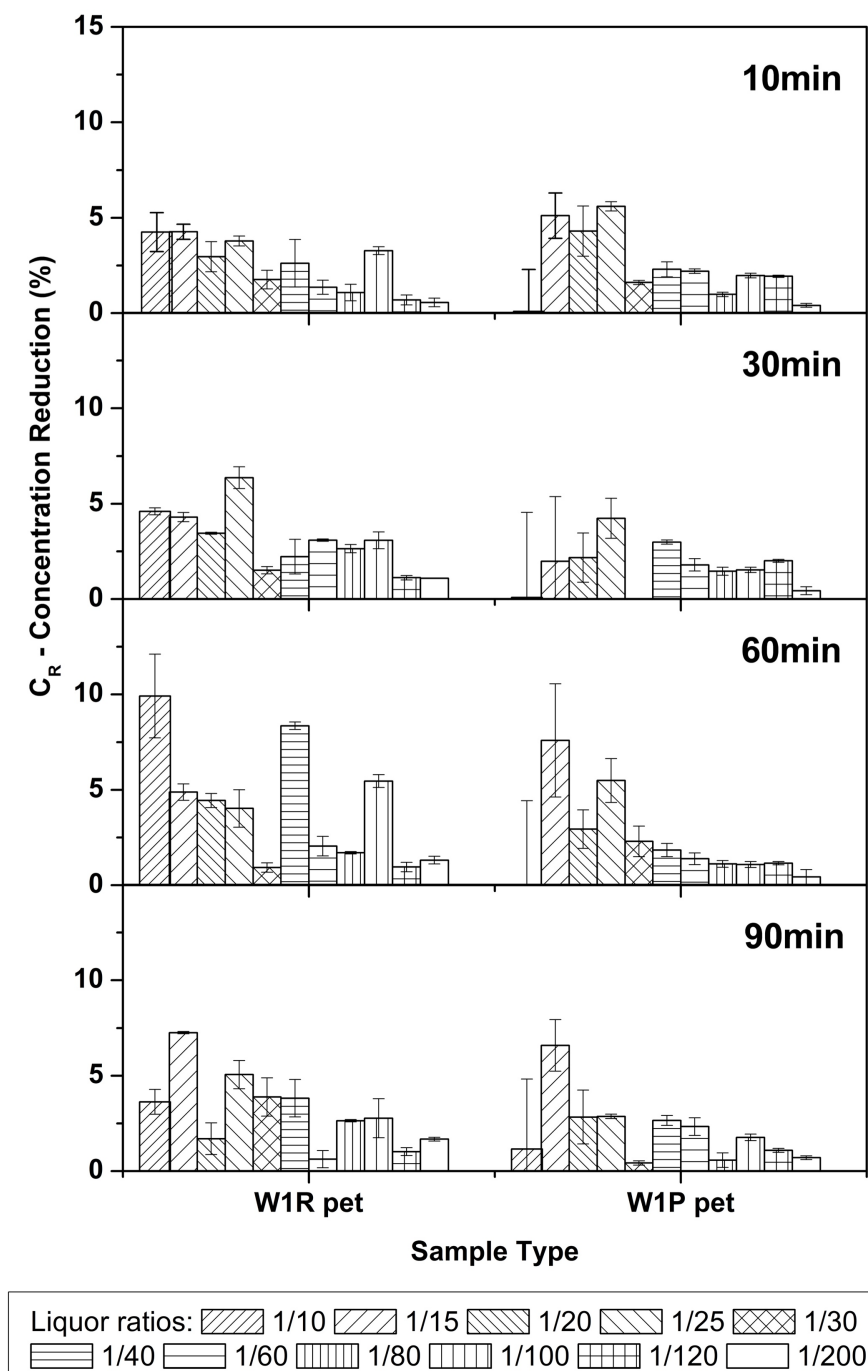 15
10min
10
5
0
30min
10
5
0
60min
10
5
0
90min
10
5
0
C_R - Concentration Reduction (%)
W1R pet
W1P pet
Sample Type
Liquor ratios: 1/10 1/15 1/20 1/25 1/30
1/40 1/60 1/80 1/100 1/120 1/200